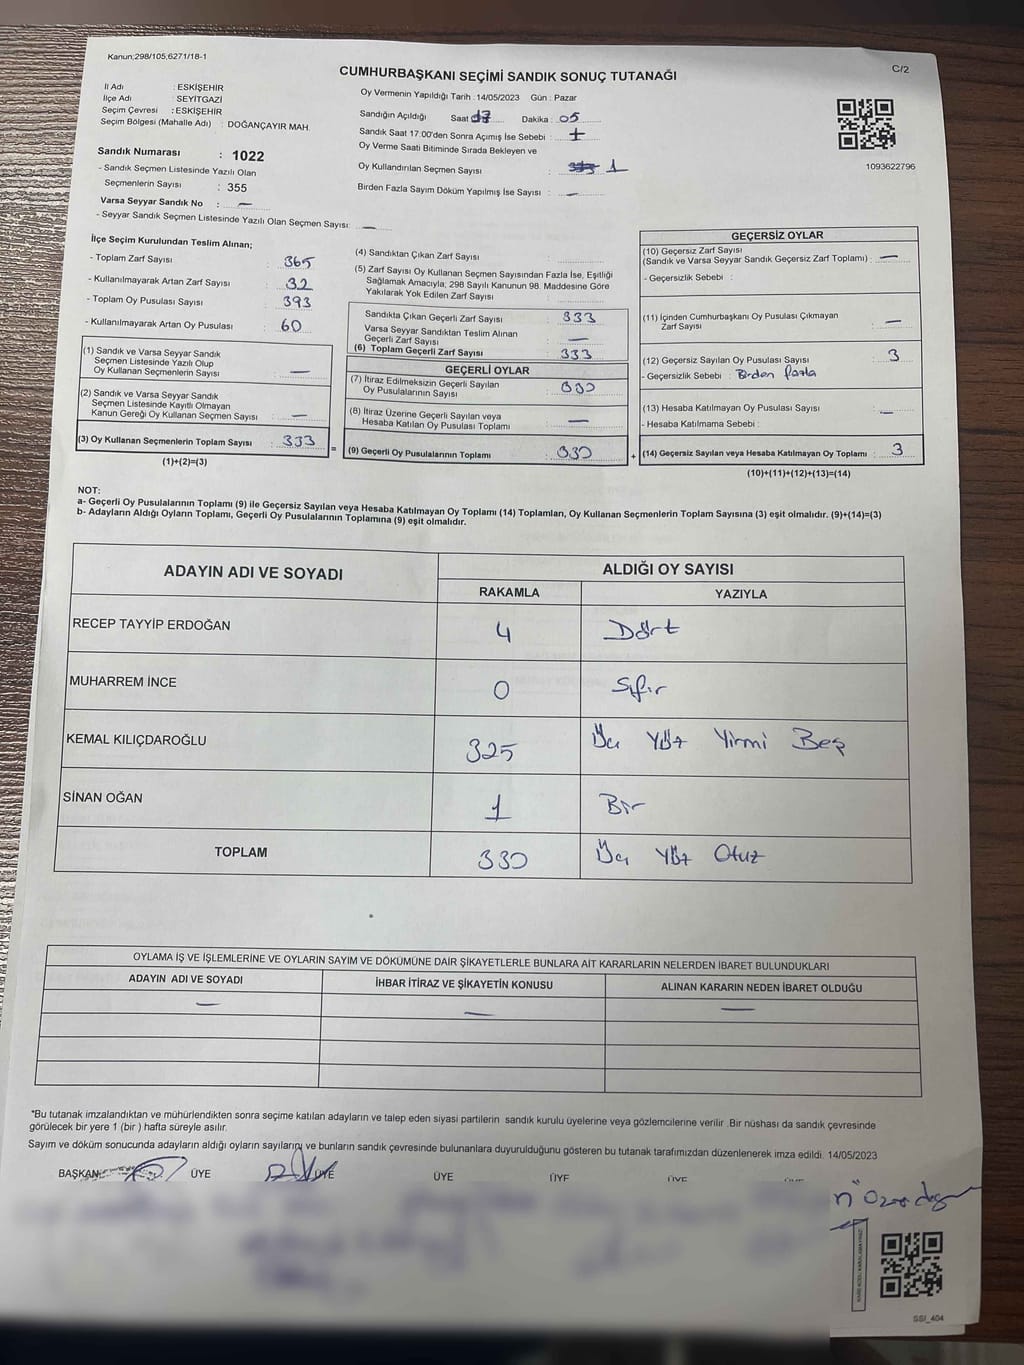 Kanun;298/105,6271/18-1
C/2
CUMHURBAŞKANI SEÇİMİ SANDIK SONUÇ TUTANAĞI
İl Adı : ESKİŞEHİR
İlçe Adı : SEYİTGAZİ
Seçim Çevresi : ESKİŞEHİR
Seçim Bölgesi (Mahalle Adı) : DOĞANÇAYIR MAH.
Sandık Numarası : 1022
- Sandık Seçmen Listesinde Yazılı Olan
Seçmenlerin Sayısı : 355
Varsa Seyyar Sandık No : —
- Seyyar Sandık Seçmen Listesinde Yazılı Olan Seçmen Sayısı: —
Oy Vermenin Yapıldığı Tarih : 14/05/2023 Gün : Pazar
Sandığın Açıldığı Saat : 17 Dakika : 05
Sandık Saat 17:00'den Sonra Açımış İse Sebebi :
Oy Verme Saati Bitiminde Sırada Bekleyen ve
Oy Kullandırılan Seçmen Sayısı : 1
Birden Fazla Sayım Döküm Yapılmış İse Sayısı : —
1093622796
İlçe Seçim Kurulundan Teslim Alınan;
- Toplam Zarf Sayısı : 365
- Kullanılmayarak Artan Zarf Sayısı : 32
- Toplam Oy Pusulası Sayısı : 393
- Kullanılmayarak Artan Oy Pusulası : 60
(1) Sandık ve Varsa Seyyar Sandık
Seçmen Listesinde Yazılı Olup
Oy Kullanan Seçmenlerin Sayısı : —
(2) Sandık ve Varsa Seyyar Sandık
Seçmen Listesinde Kayıtlı Olmayan
Kanun Gereği Oy Kullanan Seçmen Sayısı : —
(3) Oy Kullanan Seçmenlerin Toplam Sayısı : 333
(1)+(2)=(3)
(4) Sandıktan Çıkan Zarf Sayısı :
(5) Zarf Sayısı Oy Kullanan Seçmen Sayısından Fazla İse, Eşitliği
Sağlamak Amacıyla, 298 Sayılı Kanunun 98. Maddesine Göre
Yakılarak Yok Edilen Zarf Sayısı :
Sandıkta Çıkan Geçerli Zarf Sayısı : 333
Varsa Seyyar Sandıktan Teslim Alınan
Geçerli Zarf Sayısı : —
(6) Toplam Geçerli Zarf Sayısı : 333
GEÇERLİ OYLAR
(7) İtiraz Edilmeksizin Geçerli Sayılan
Oy Pusulalarının Sayısı : 330
(8) İtiraz Üzerine Geçerli Sayılan veya
Hesaba Katılan Oy Pusulası Toplamı : —
= (9) Geçerli Oy Pusulalarının Toplamı : 330
GEÇERSİZ OYLAR
(10) Geçersiz Zarf Sayısı
(Sandık ve Varsa Seyyar Sandık Geçersiz Zarf Toplamı) : —
- Geçersizlik Sebebi :
(11) İçinden Cumhurbaşkanı Oy Pusulası Çıkmayan
Zarf Sayısı : —
(12) Geçersiz Sayılan Oy Pusulası Sayısı : 3
- Geçersizlik Sebebi : Birden fazla
(13) Hesaba Katılmayan Oy Pusulası Sayısı : —
- Hesaba Katılmama Sebebi :
+ (14) Geçersiz Sayılan veya Hesaba Katılmayan Oy Toplamı : 3
(10)+(11)+(12)+(13)=(14)
NOT:
a- Geçerli Oy Pusulalarının Toplamı (9) ile Geçersiz Sayılan veya Hesaba Katılmayan Oy Toplamı (14) Toplamları, Oy Kullanan Seçmenlerin Toplam Sayısına (3) eşit olmalıdır. (9)+(14)=(3)
b- Adayların Aldığı Oyların Toplamı, Geçerli Oy Pusulalarının Toplamına (9) eşit olmalıdır.
ADAYIN ADI VE SOYADI ALDIĞI OY SAYISI
RAKAMLA YAZIYLA
RECEP TAYYİP ERDOĞAN 4 Dört
MUHARREM İNCE 0 Sıfır
KEMAL KILIÇDAROĞLU 325 Üç Yüz Yirmi Beş
SİNAN OĞAN 1 Bir
TOPLAM 330 Üç Yüz Otuz
OYLAMA İŞ VE İŞLEMLERİNE VE OYLARIN SAYIM VE DÖKÜMÜNE DAİR ŞİKAYETLERLE BUNLARA AİT KARARLARIN NELERDEN İBARET BULUNDUKLARI
ADAYIN ADI VE SOYADI İHBAR İTİRAZ VE ŞİKAYETİN KONUSU ALINAN KARARIN NEDEN İBARET OLDUĞU
— — —
*Bu tutanak imzalandıktan ve mühürlendikten sonra seçime katılan adayların ve talep eden siyasi partilerin sandık kurulu üyelerine veya gözlemcilerine verilir .Bir nüshası da sandık çevresinde
görülecek bir yere 1 (bir ) hafta süreyle asılır.
Sayım ve döküm sonucunda adayların aldığı oyların sayılarını ve bunların sandık çevresinde bulunanlara duyurulduğunu gösteren bu tutanak tarafımızdan düzenlenerek imza edildi. 14/05/2023
BAŞKAN ÜYE ÜYE ÜYE ÜYE ÜYE
SSI_404